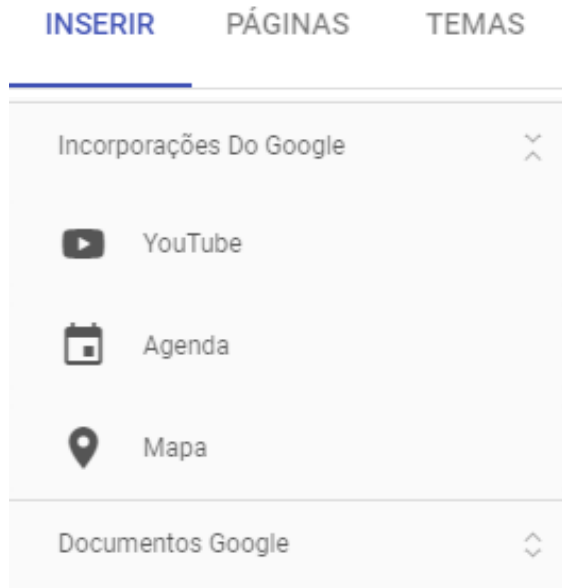 INSERIR PÁGINAS TEMAS
Incorporações Do Google
YouTube
Agenda
Mapa
Documentos Google